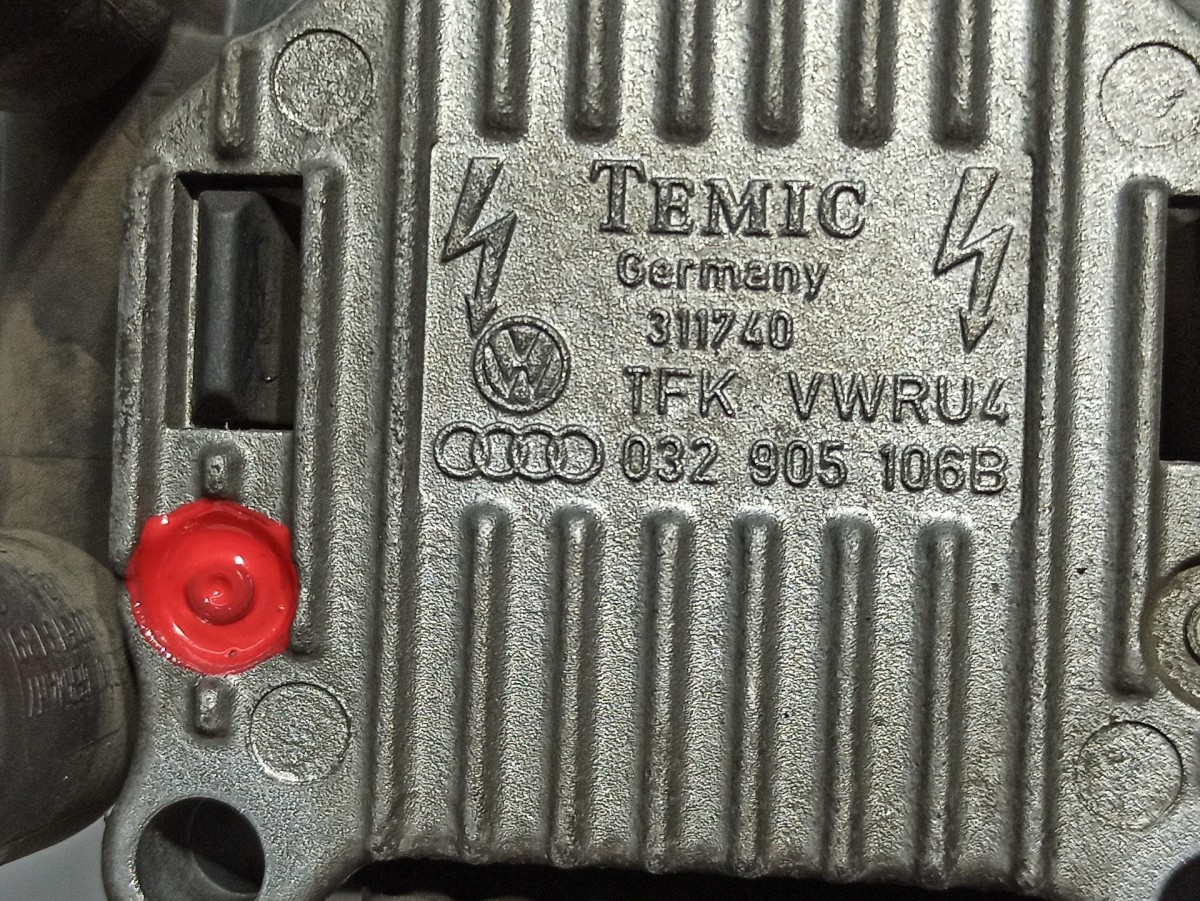 TEMIC
Germany
311740
TFK VWRU4
032 905 106B